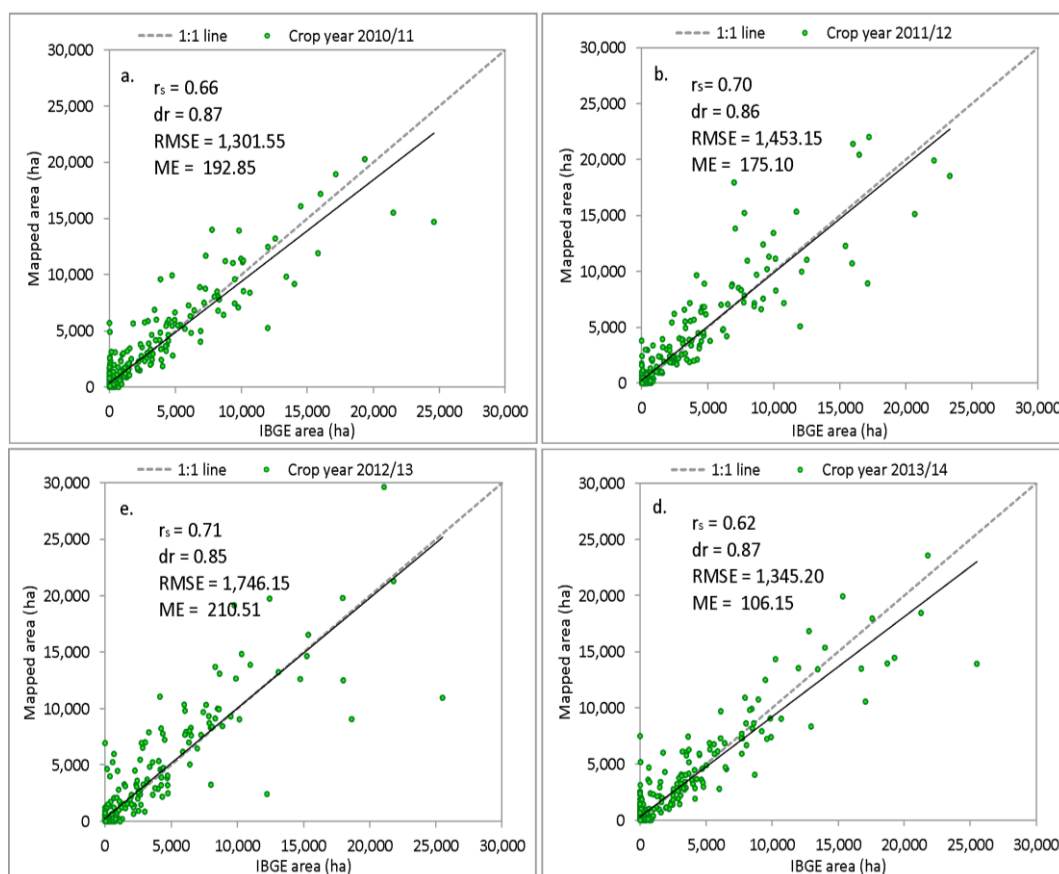 1:1 line Crop year 2010/11
30,000
25,000
20,000
15,000
10,000
5,000
0
Mapped area (ha)
a.
rs = 0.66
dr = 0.87
RMSE = 1,301.55
ME = 192.85
0 5,000 10,000 15,000 20,000 25,000 30,000
IBGE area (ha)
1:1 line Crop year 2011/12
30,000
25,000
20,000
15,000
10,000
5,000
0
Mapped area (ha)
b.
rs = 0.70
dr = 0.86
RMSE = 1,453.15
ME = 175.10
0 5,000 10,000 15,000 20,000 25,000 30,000
IBGE area (ha)
1:1 line Crop year 2012/13
30,000
25,000
20,000
15,000
10,000
5,000
0
Mapped area (ha)
e.
rs = 0.71
dr = 0.85
RMSE = 1,746.15
ME = 210.51
0 5,000 10,000 15,000 20,000 25,000 30,000
IBGE area (ha)
1:1 line Crop year 2013/14
30,000
25,000
20,000
15,000
10,000
5,000
0
Mapped area (ha)
d.
rs = 0.62
dr = 0.87
RMSE = 1,345.20
ME = 106.15
0 5,000 10,000 15,000 20,000 25,000 30,000
IBGE area (ha)